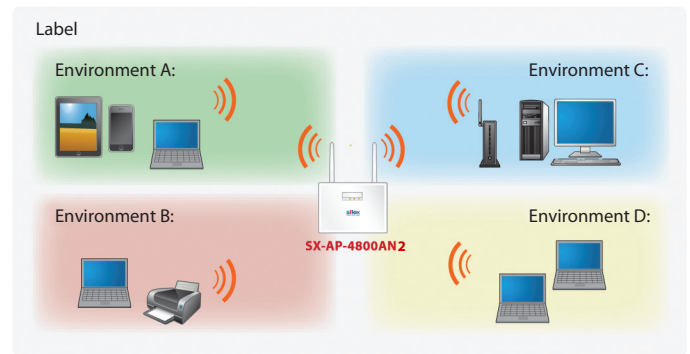 Label
Environment A:
Environment C:
silex
SX-AP-4800AN2
Environment B:
Environment D: